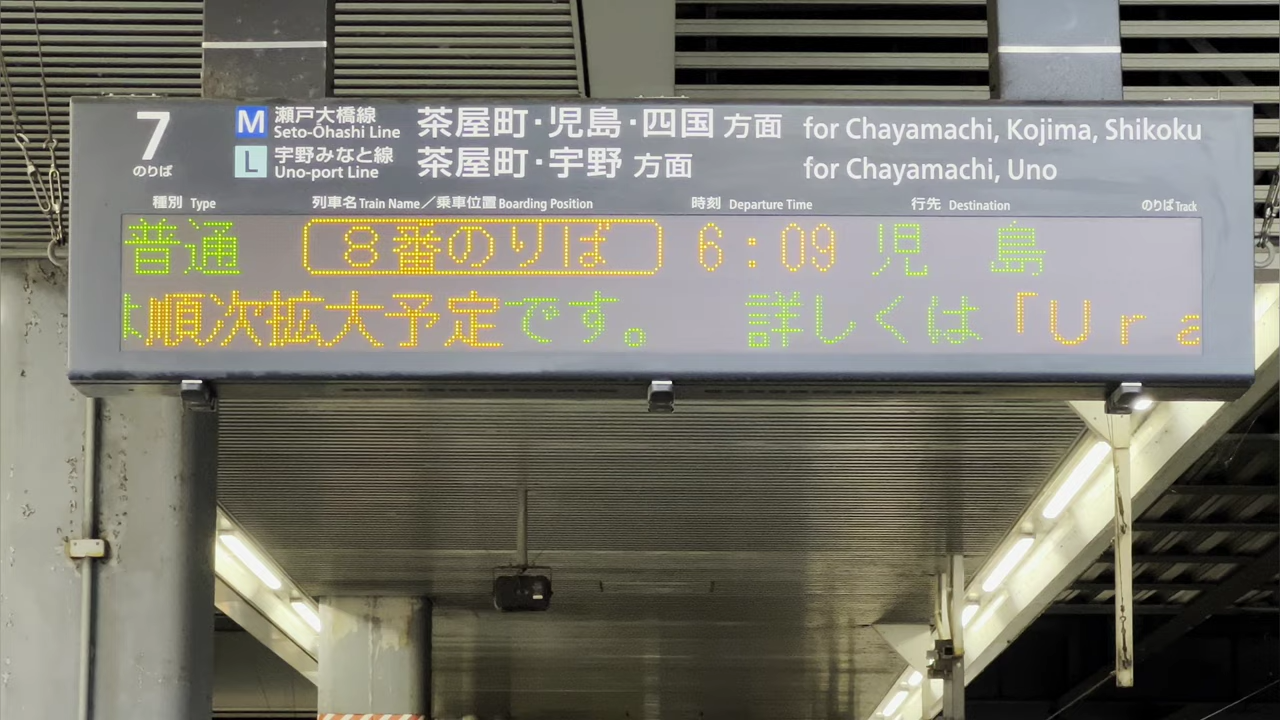 7 のりば
M 瀬戸大橋線 Seto-Ōhashi Line 茶屋町・児島・四国 方面 for Chayamachi, Kojima, Shikoku
L 宇野みなと線 Uno-port Line 茶屋町・宇野 方面 for Chayamachi, Uno
種別 Type 列車名 Train Name／乗車位置 Boarding Position 時刻 Departure Time 行先 Destination のりば Track
普通 8番のりば 6:09 児島
は順次拡大予定です。 詳しくは「Ura